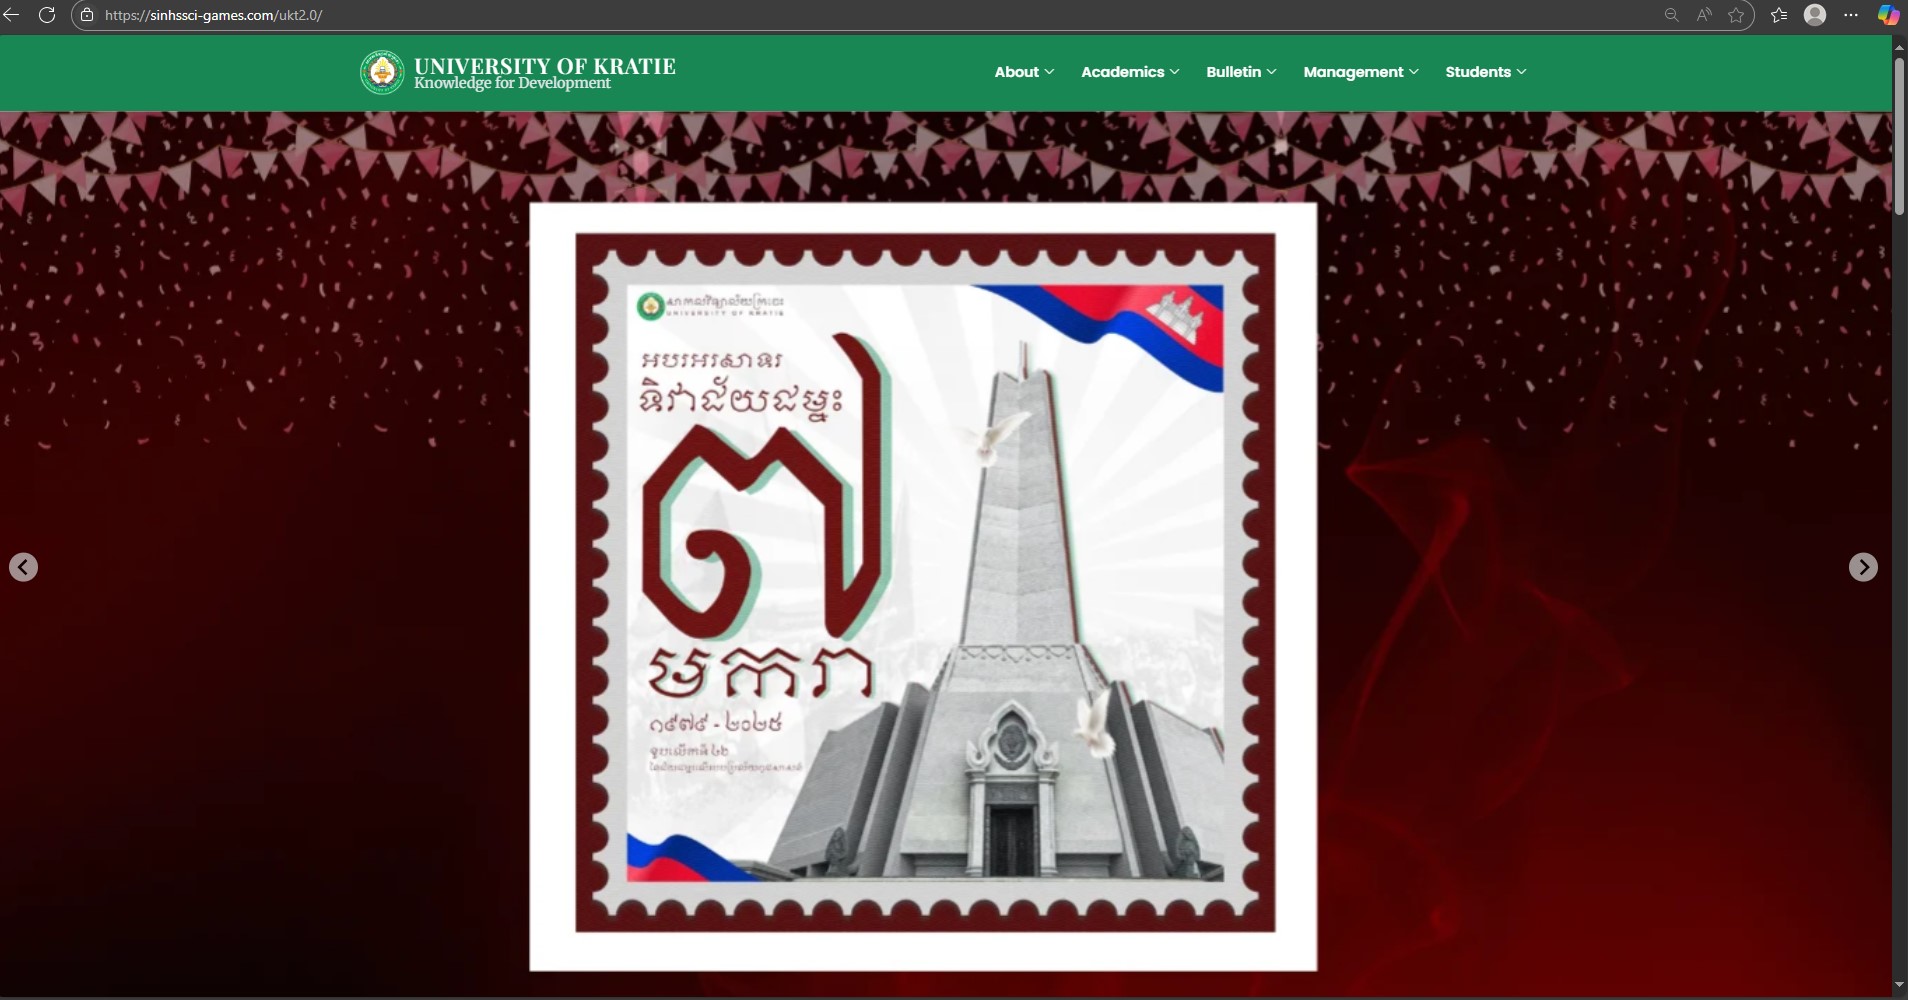 https://sinhssci-games.com/ukt2.0/
UNIVERSITY OF KRATIE
Knowledge for Development
About
Academics
Bulletin
Management
Students
សាកលវិទ្យាល័យក្រចេះ
UNIVERSITY OF KRATIE
អបអរសាទរ
ទិវាជ័យជម្នះ
៧
មករា
១៩៧៩ - ២០២៥
ខួបលើកទី ៤៦